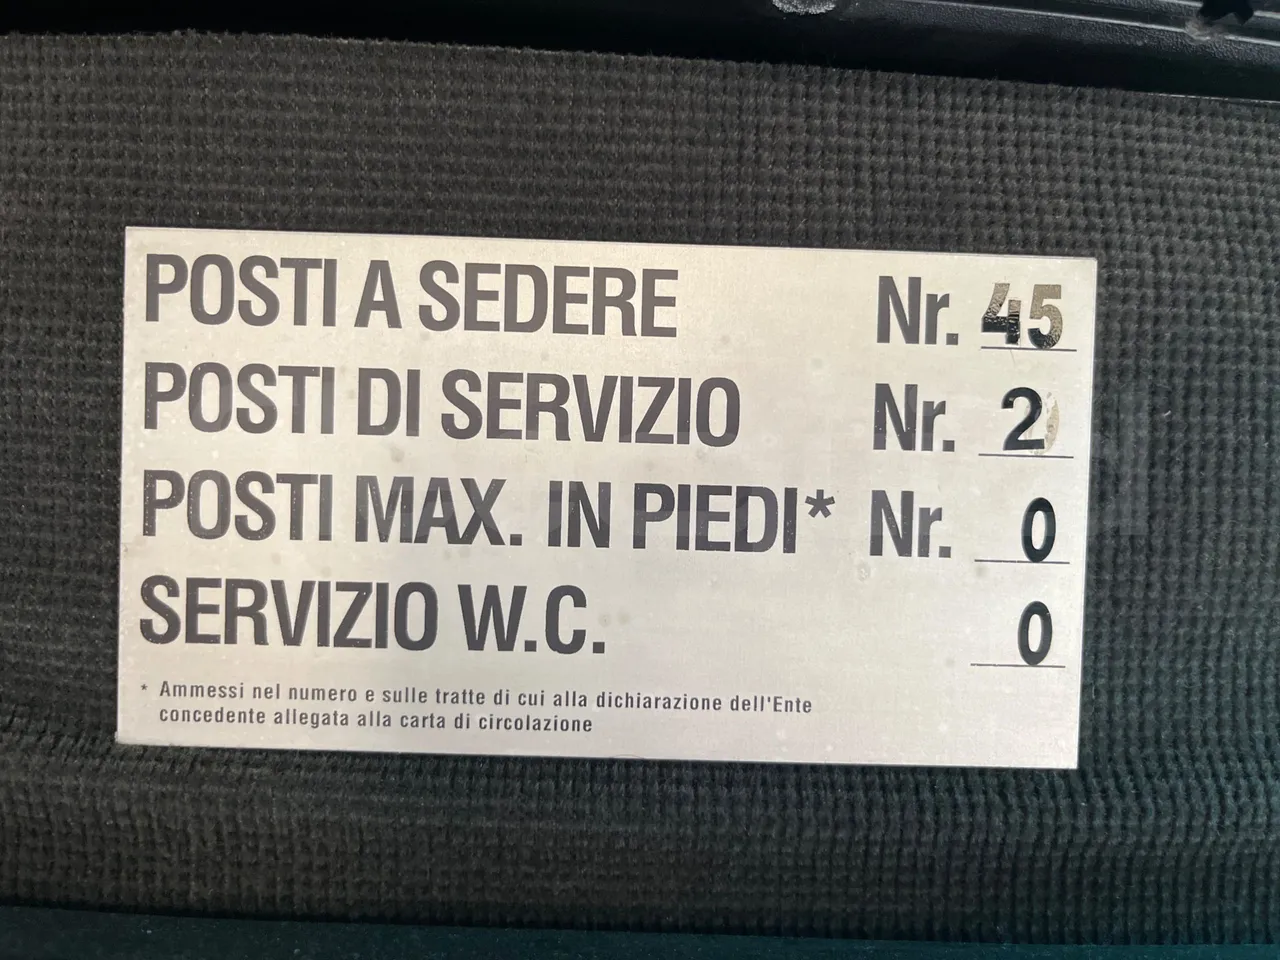 POSTI A SEDERE Nr. 45
POSTI DI SERVIZIO Nr. 2
POSTI MAX. IN PIEDI* Nr. 0
SERVIZIO W.C. 0
* Ammessi nel numero e sulle tratte di cui alla dichiarazione dell'Ente
concedente allegata alla carta di circolazione